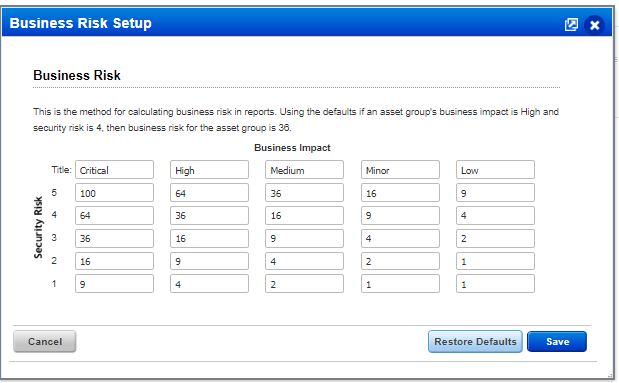 Business Risk Setup
Business Risk
This is the method for calculating business risk in reports. Using the defaults if an asset group's business impact is High and
security risk is 4, then business risk for the asset group is 36.
Business Impact
Title: Critical High Medium Minor Low
Security Risk
5 100 64 36 16 9
4 64 36 16 9 4
3 36 16 9 4 2
2 16 9 4 2 1
1 9 4 2 1 1
Cancel Restore Defaults Save